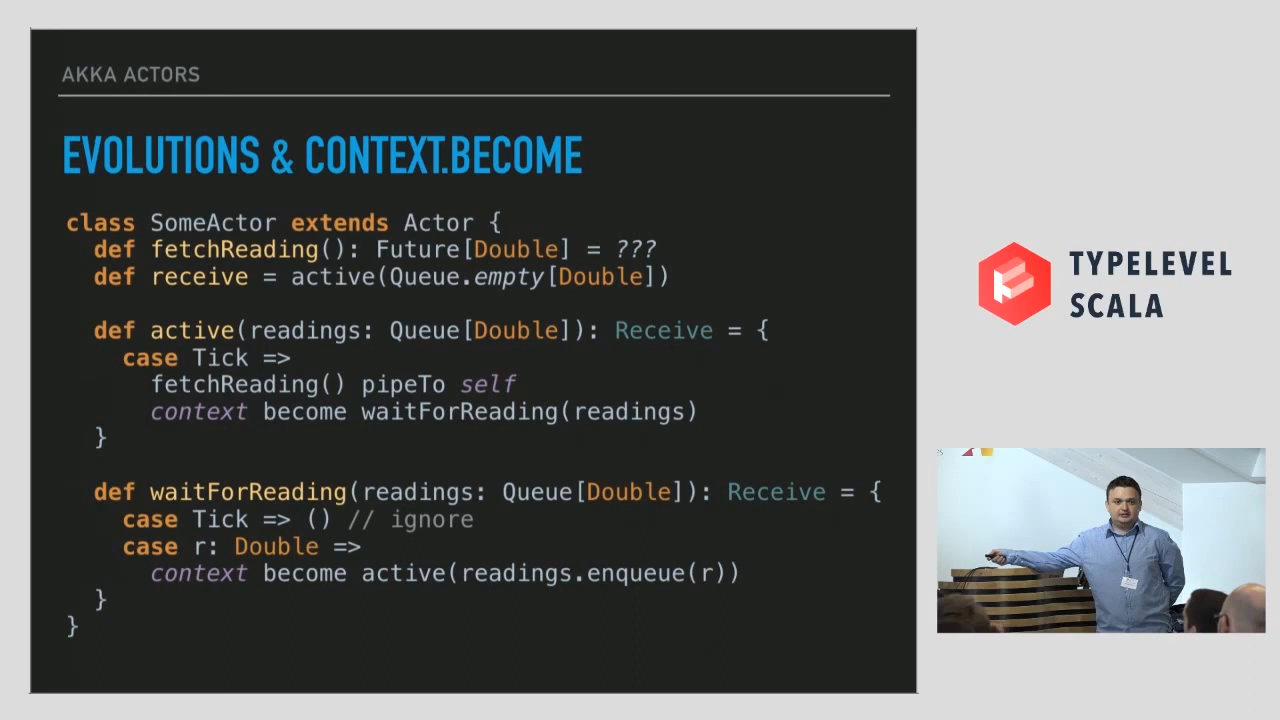 AKKA ACTORS
EVOLUTIONS & CONTEXT.BECOME
class SomeActor extends Actor {
  def fetchReading(): Future[Double] = ???
  def receive = active(Queue.empty[Double])

  def active(readings: Queue[Double]): Receive = {
    case Tick =>
      fetchReading() pipeTo self
      context become waitForReading(readings)
  }

  def waitForReading(readings: Queue[Double]): Receive = {
    case Tick => () // ignore
    case r: Double =>
      context become active(readings.enqueue(r))
  }
}
TYPELEVEL
SCALA